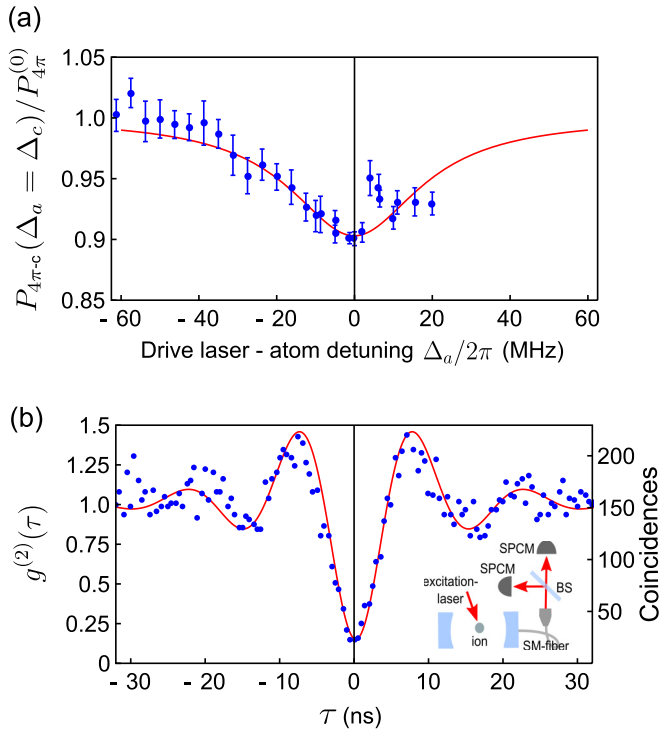 (a)
P4π-c(Δa = Δc)/P4π(0)
1.05
1.0
0.95
0.9
0.85
- 60 - 40 - 20 0 20 40 60
Drive laser - atom detuning Δa/2π (MHz)
(b)
g(2)(τ)
1.5
1.25
1.0
0.75
0.5
0.25
0
200
150
100
50
Coincidences
SPCM
SPCM
BS
excitation-
laser
ion
SM-fiber
- 30 - 20 - 10 0 10 20 30
τ (ns)